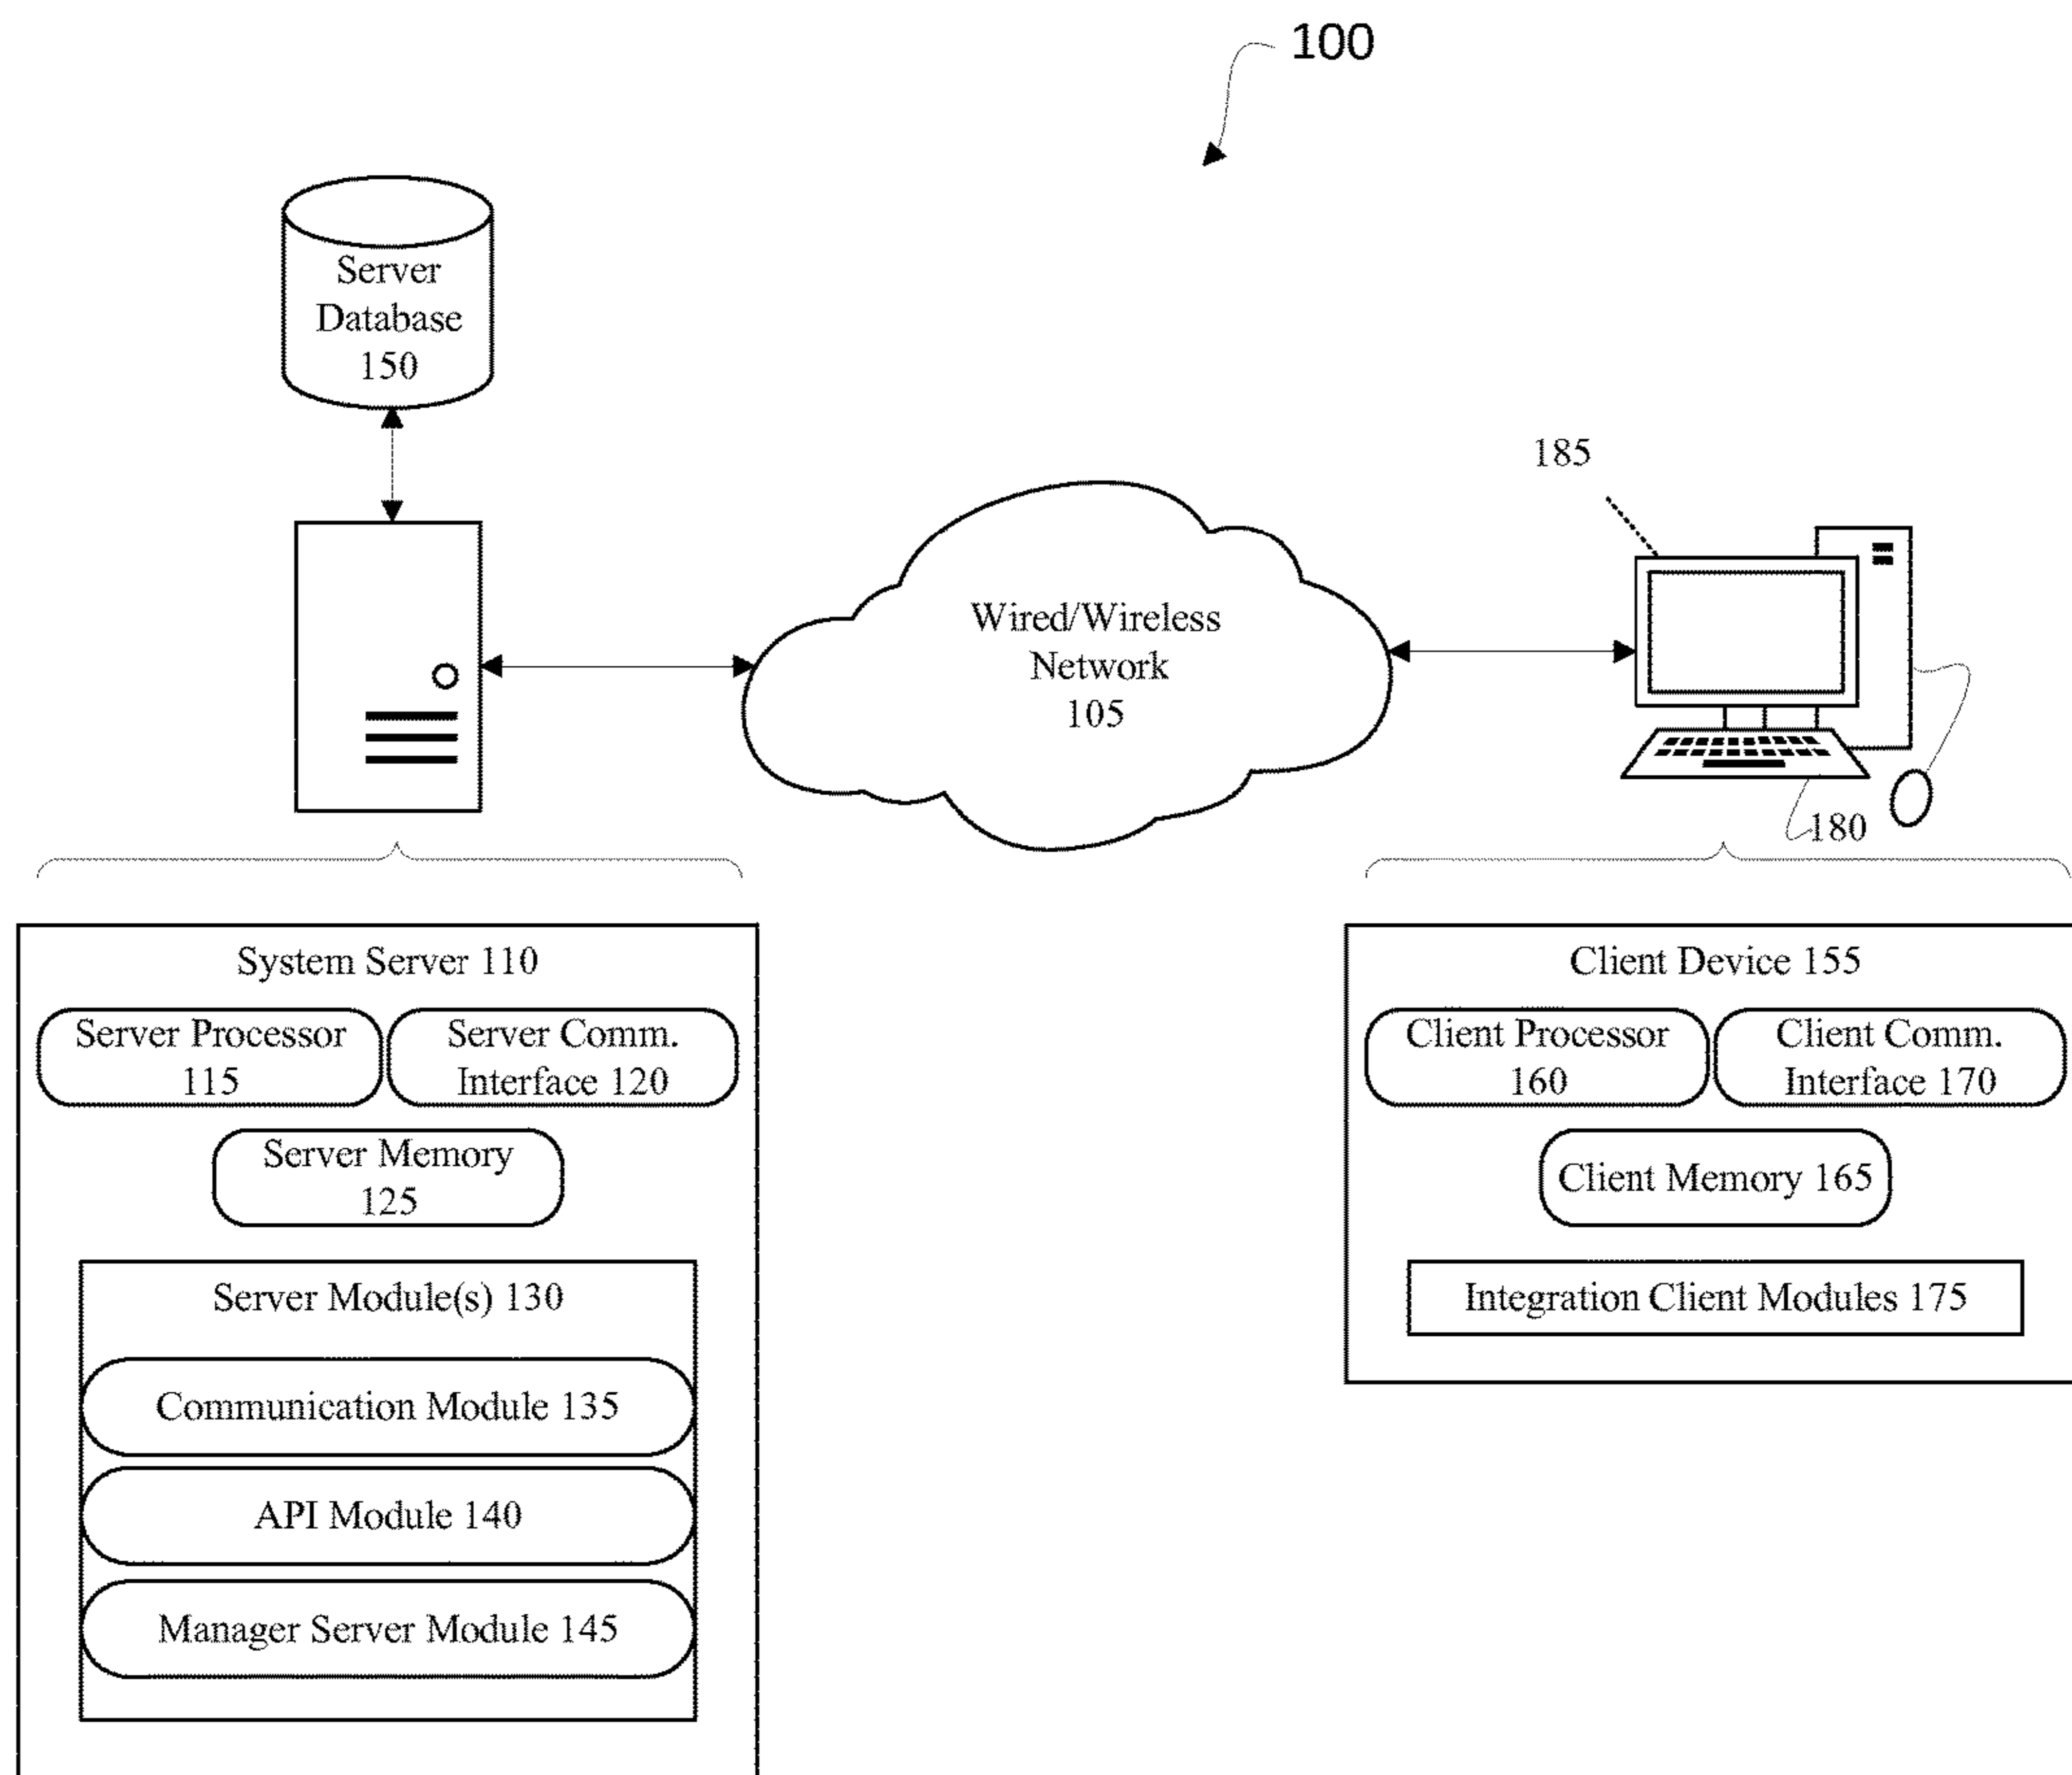 100
Server
Database
150
185
Wired/Wireless
Network
105
180
System Server 110
Server Processor
115
Server Comm.
Interface 120
Server Memory
125
Server Module(s) 130
Communication Module 135
API Module 140
Manager Server Module 145
Client Device 155
Client Processor
160
Client Comm.
Interface 170
Client Memory 165
Integration Client Modules 175